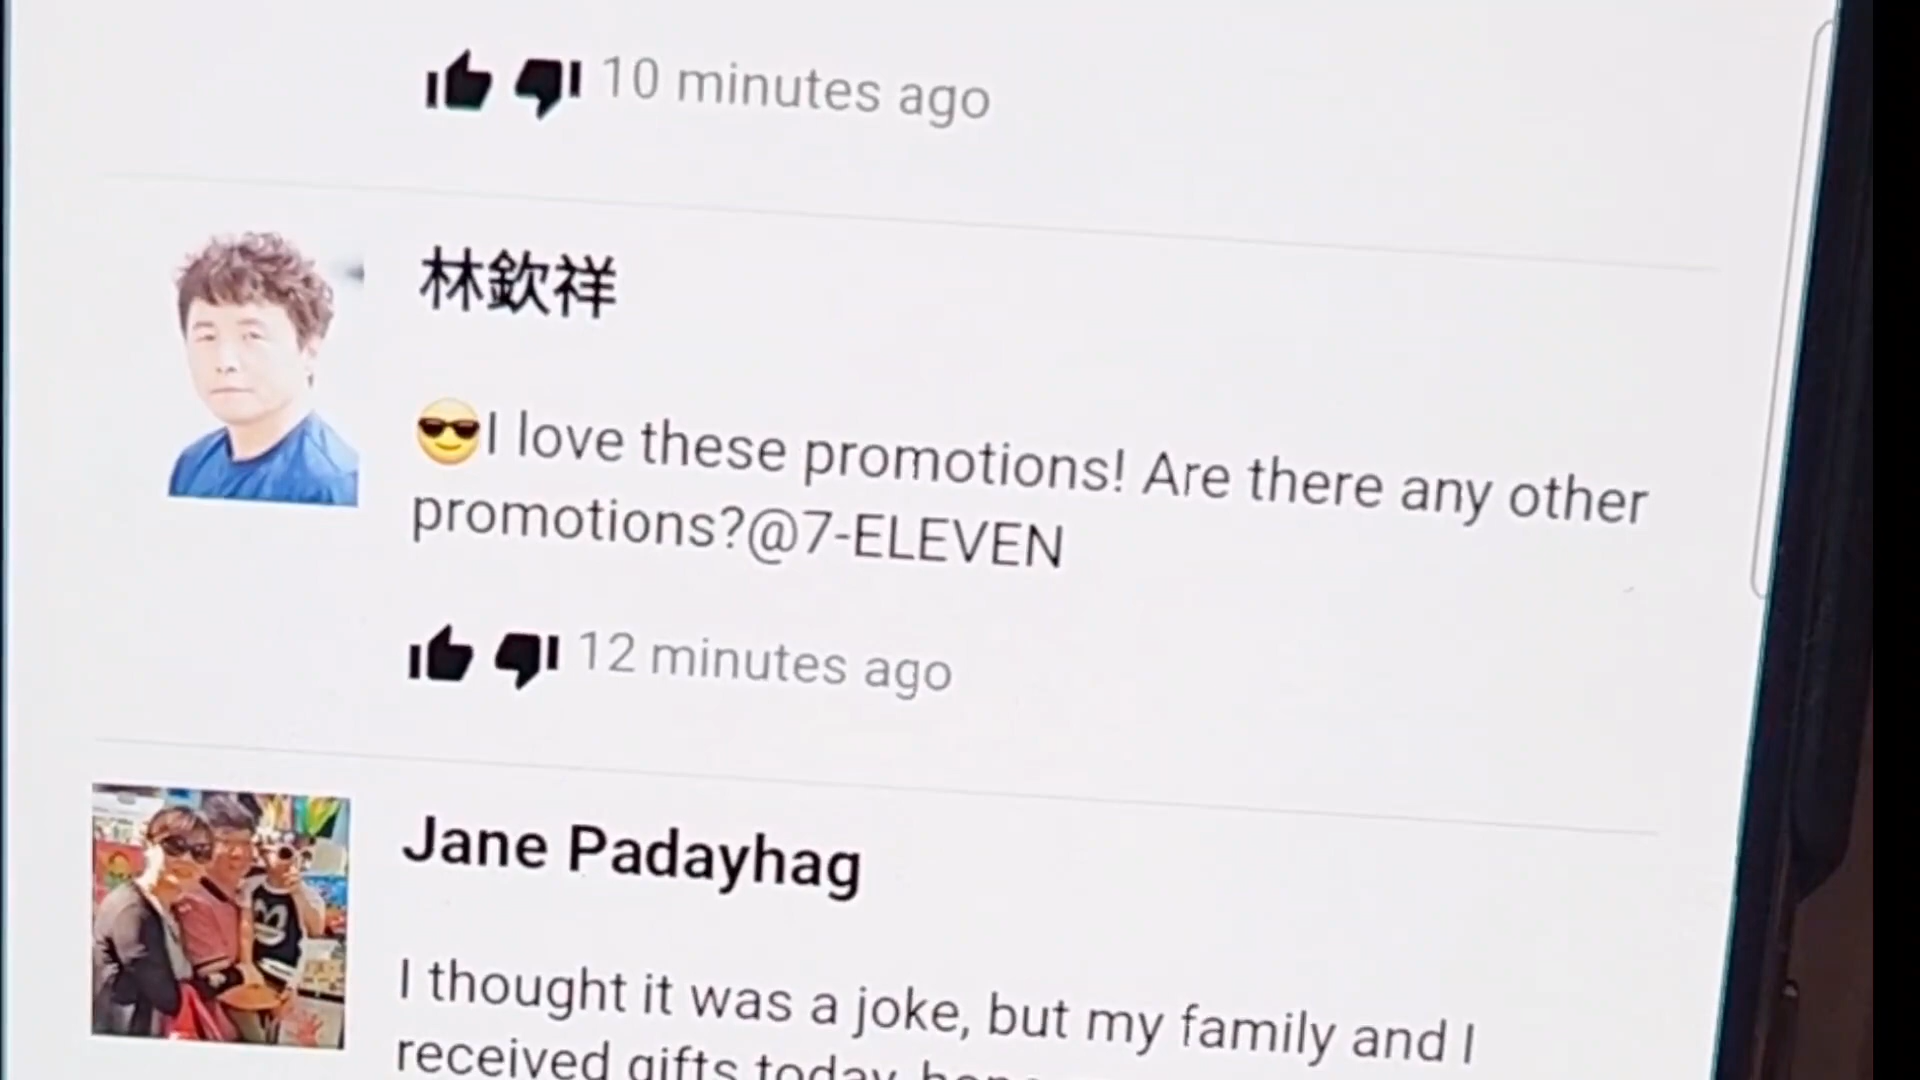 10 minutes ago
林欽祥
😎I love these promotions! Are there any other
promotions?@7-ELEVEN
12 minutes ago
Jane Padayhag
I thought it was a joke, but my family and I
received gifts today,